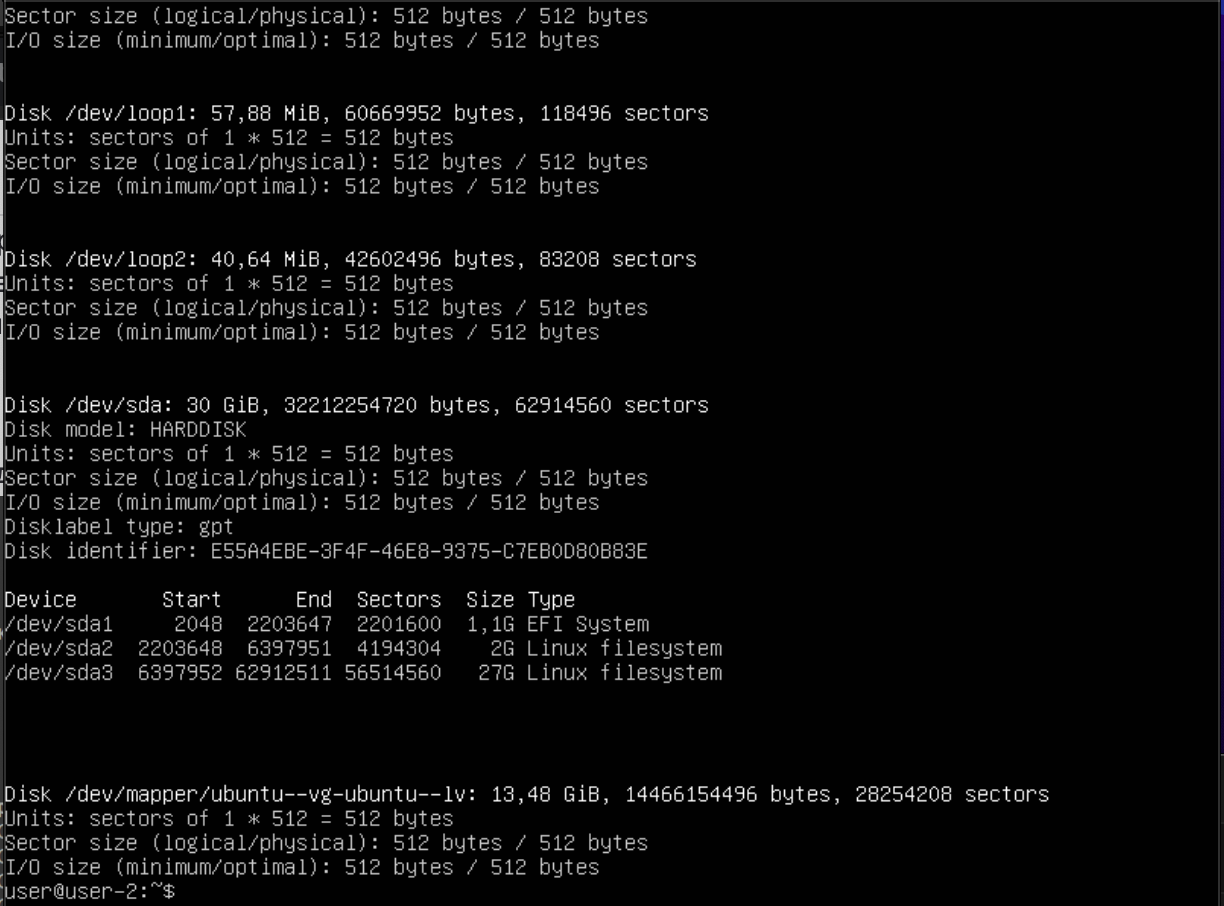 Sector size (logical/physical): 512 bytes / 512 bytes
I/O size (minimum/optimal): 512 bytes / 512 bytes
Disk /dev/loop1: 57,88 MiB, 60669952 bytes, 118496 sectors
Units: sectors of 1 * 512 = 512 bytes
Sector size (logical/physical): 512 bytes / 512 bytes
I/O size (minimum/optimal): 512 bytes / 512 bytes
Disk /dev/loop2: 40,64 MiB, 42602496 bytes, 83208 sectors
Units: sectors of 1 * 512 = 512 bytes
Sector size (logical/physical): 512 bytes / 512 bytes
I/O size (minimum/optimal): 512 bytes / 512 bytes
Disk /dev/sda: 30 GiB, 32212254720 bytes, 62914560 sectors
Disk model: HARDDISK
Units: sectors of 1 * 512 = 512 bytes
Sector size (logical/physical): 512 bytes / 512 bytes
I/O size (minimum/optimal): 512 bytes / 512 bytes
Disklabel type: gpt
Disk identifier: E55A4EBE-3F4F-46E8-9375-C7EB0D80B83E
Device Start End Sectors Size Type
/dev/sda1 2048 2203647 2201600 1,1G EFI System
/dev/sda2 2203648 6397951 4194304 2G Linux filesystem
/dev/sda3 6397952 62912511 56514560 27G Linux filesystem
Disk /dev/mapper/ubuntu--vg-ubuntu--lv: 13,48 GiB, 14466154496 bytes, 28254208 sectors
Units: sectors of 1 * 512 = 512 bytes
Sector size (logical/physical): 512 bytes / 512 bytes
I/O size (minimum/optimal): 512 bytes / 512 bytes
user@user-2:~$